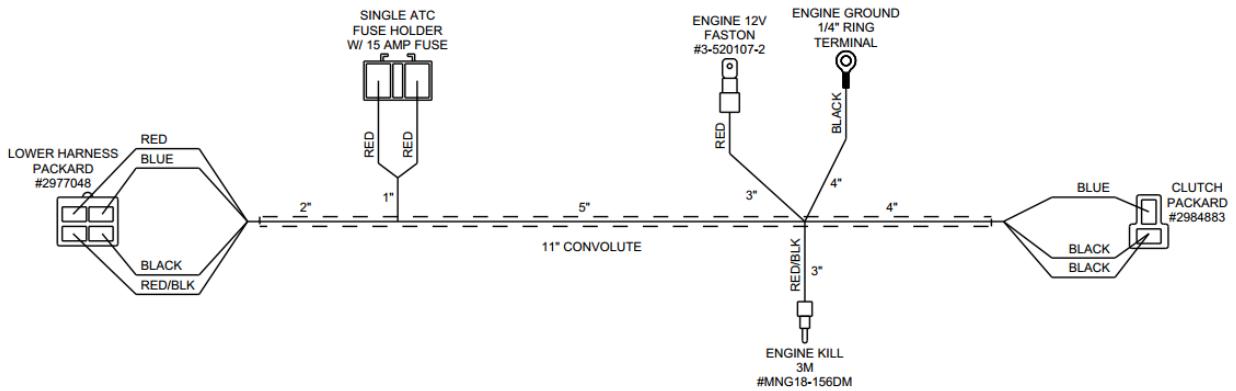 SINGLE ATC
FUSE HOLDER
W/ 15 AMP FUSE
ENGINE 12V
FASTON
#3-520107-2
ENGINE GROUND
1/4" RING
TERMINAL
LOWER HARNESS
PACKARD
#2977048
RED
BLUE
BLACK
RED/BLK
RED
RED
1"
2"
5"
11" CONVOLUTE
RED
3"
BLACK
4"
4"
RED/BLK
3"
ENGINE KILL
3M
#MNG18-156DM
BLUE
BLACK
BLACK
CLUTCH
PACKARD
#2984883